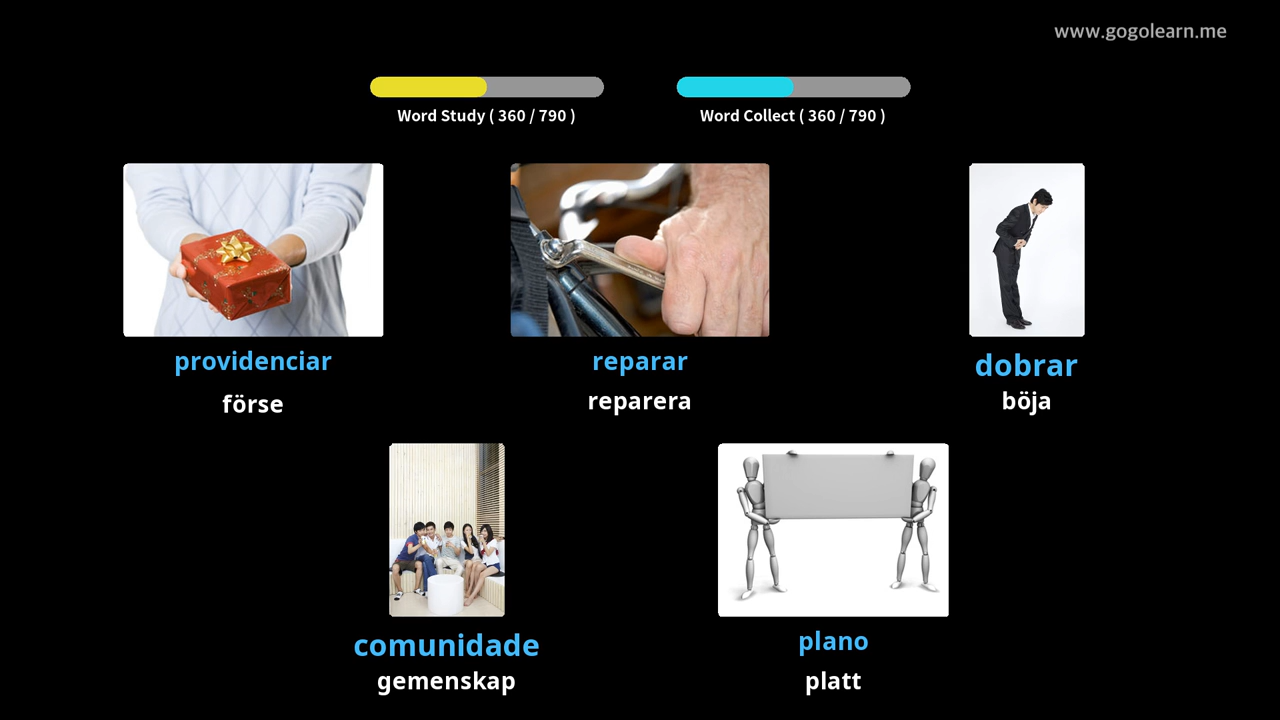 www.gogolearn.me
Word Study ( 360 / 790 )
Word Collect ( 360 / 790 )
providenciar
förse
reparar
reparera
dobrar
böja
comunidade
gemenskap
plano
platt